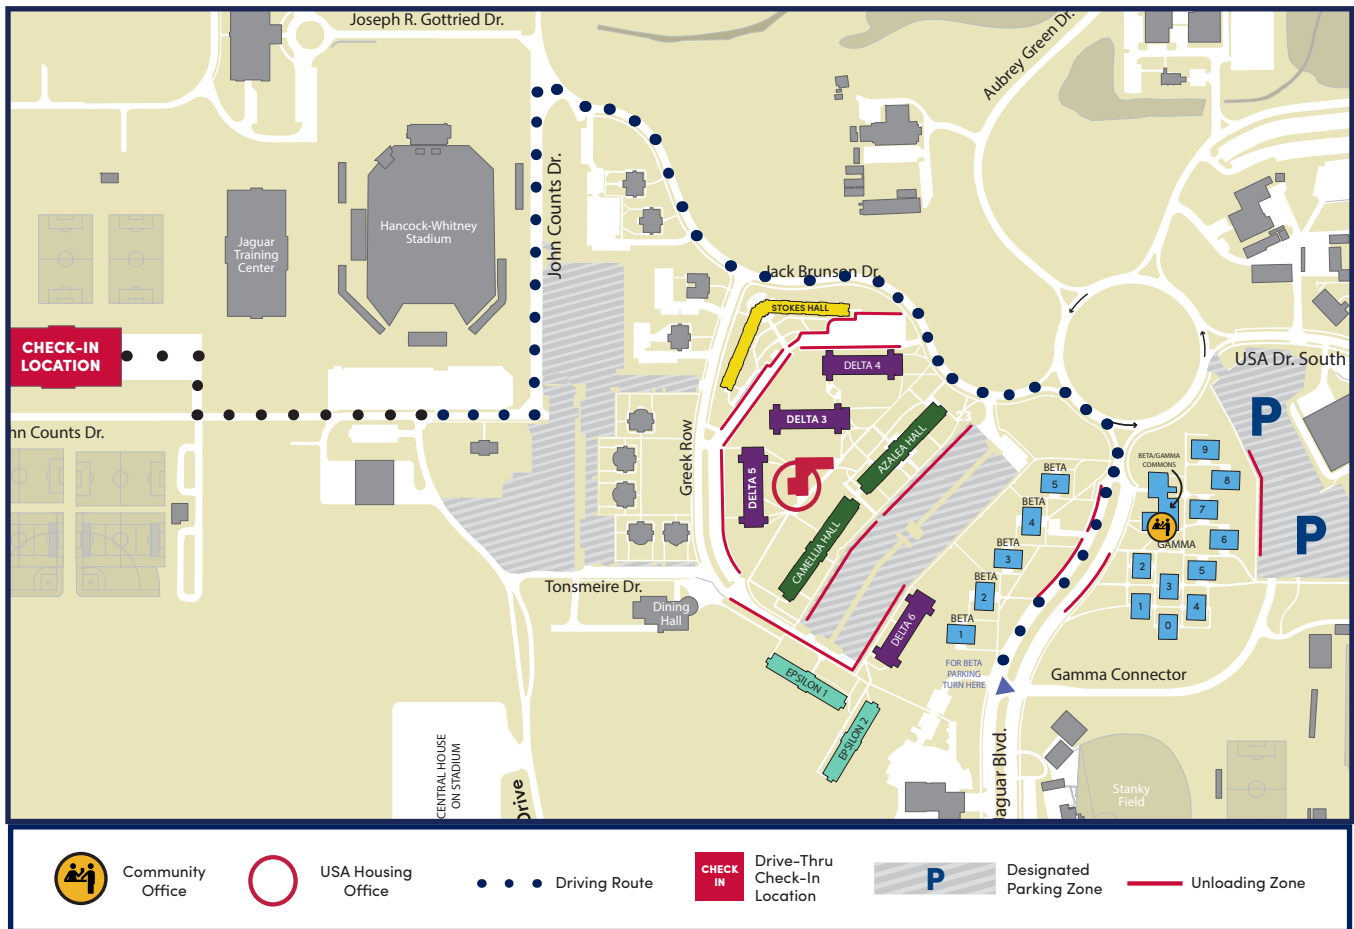 Joseph R. Gottried Dr.
Aubrey Green Dr.
John Counts Dr.
Hancock-Whitney
Stadium
Jaguar
Training
Center
Jack Brunson Dr.
STOKES HALL
CHECK-IN
LOCATION
DELTA 4
USA Dr. South
P
DELTA 3
23
AZALEA HALL
nn Counts Dr.
Greek Row
DELTA 5
BETA
5
BETA/GAMMA
COMMONS
9
8
7
BETA
4
GAMMA
6
P
CAMELLIA HALL
BETA
3
2
5
3
Tonsmeire Dr.
BETA
2
1
4
0
Dining
Hall
DELTA 6
BETA
1
FOR BETA
PARKING
TURN HERE
Gamma Connector
EPSILON 1
EPSILON 2
CENTRAL HOUSE
ON STADIUM
Drive
Jaguar Blvd.
Stanky
Field
Community
Office
USA Housing
Office
Driving Route
CHECK
IN
Drive-Thru
Check-In
Location
P
Designated
Parking Zone
Unloading Zone